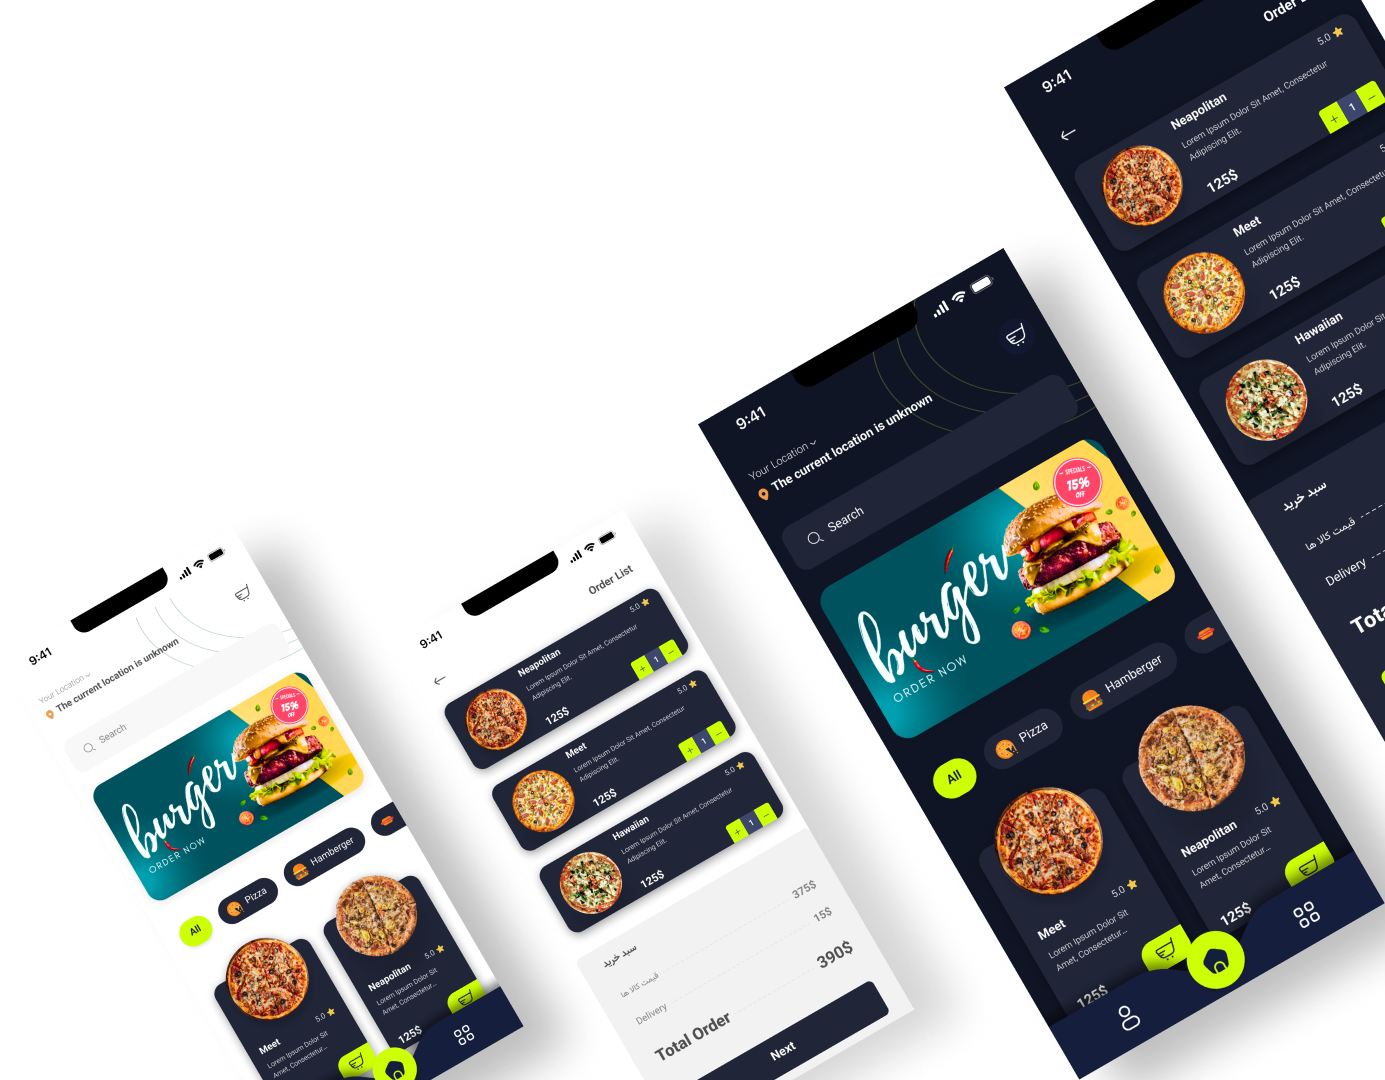 9:41
Your Location
The current location is unknown
Search
SPECIALS
15%
OFF
burger
ORDER NOW
All
Pizza
Hamberger
5.0
Meet
Lorem Ipsum Dolor Sit
Amet, Consectetur...
5.0
Neapolitan
Lorem Ipsum Dolor Sit
Amet, Consectetur...
125$
9:41
Order List
5.0
Neapolitan
Lorem Ipsum Dolor Sit Amet, Consectetur
Adipiscing Elit.
125$
+ 1 −
5.0
Meet
Lorem Ipsum Dolor Sit Amet, Consectetur
Adipiscing Elit.
125$
+ 1 −
5.0
Hawaiian
Lorem Ipsum Dolor Sit Amet, Consectetur
Adipiscing Elit.
125$
+ 1 −
سبد خرید
قیمت کالا ها
375$
Delivery
15$
Total Order
390$
Next
9:41
Your Location
The current location is unknown
Search
SPECIALS
15%
OFF
burger
ORDER NOW
All
Pizza
Hamberger
5.0
Meet
Lorem Ipsum Dolor Sit
Amet, Consectetur...
125$
5.0
Neapolitan
Lorem Ipsum Dolor Sit
Amet, Consectetur...
125$
9:41
Order
5.0
Neapolitan
Lorem Ipsum Dolor Sit Amet, Consectetur
Adipiscing Elit.
125$
+ 1 −
Meet
Lorem Ipsum Dolor Sit Amet, Consectetur
Adipiscing Elit.
125$
Hawaiian
Lorem Ipsum Dolor Sit
Adipiscing Elit.
125$
سبد خرید
قیمت کالا ها
Delivery